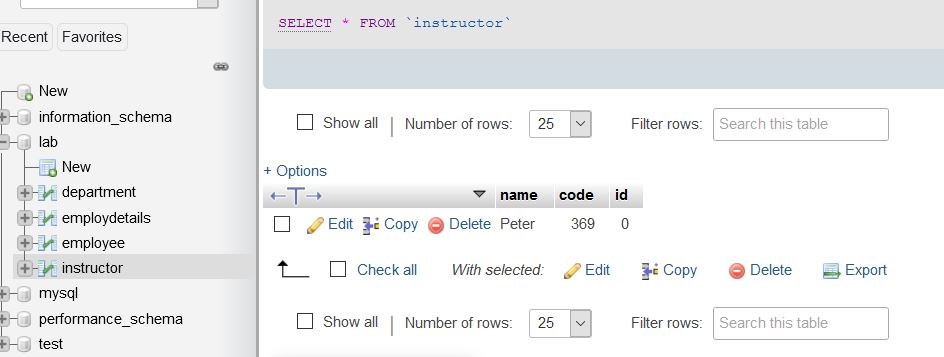 SELECT * FROM `instructor`
Recent Favorites
New
information_schema
lab
New
department
employdetails
employee
instructor
mysql
performance_schema
test
Show all | Number of rows: 25 Filter rows: Search this table
+ Options
←T→ name code id
Edit Copy Delete Peter 369 0
Check all With selected: Edit Copy Delete Export
Show all | Number of rows: 25 Filter rows: Search this table